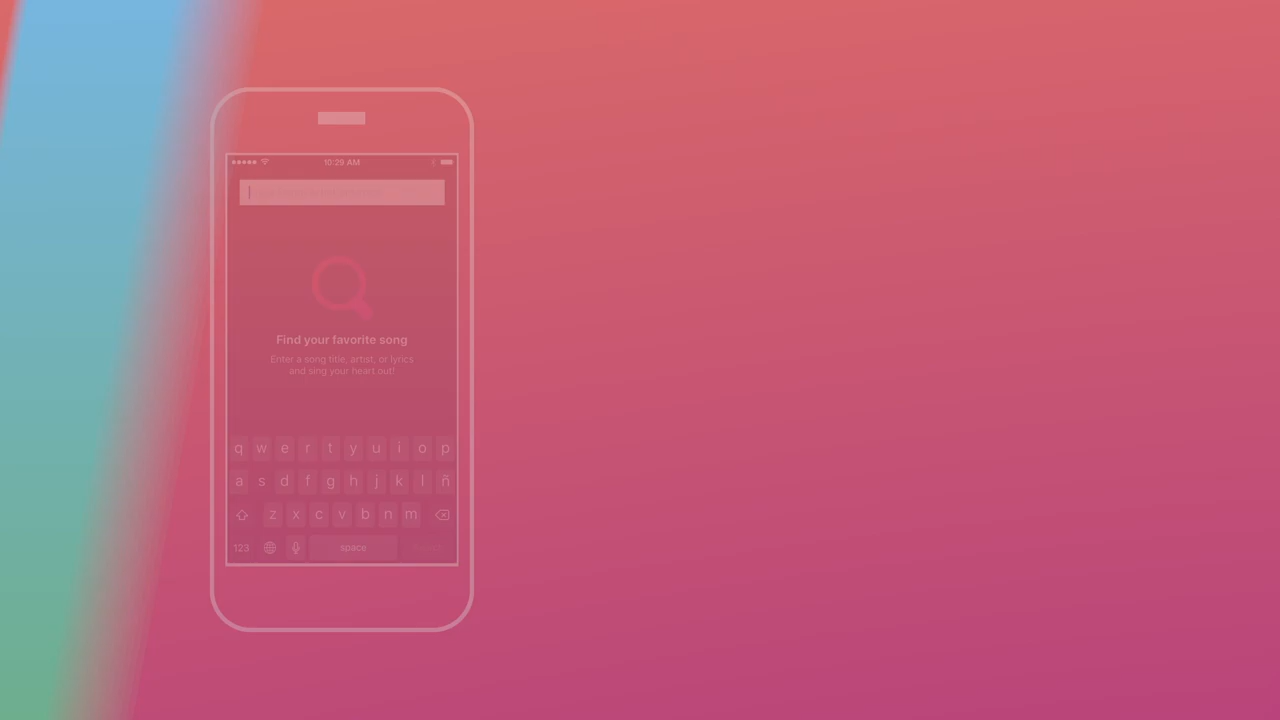 10:29 AM
Find your favorite song
Enter a song title, artist, or lyrics
and sing your heart out!
q w e r t y u i o p
a s d f g h j k l ñ
z x c v b n m
123 space